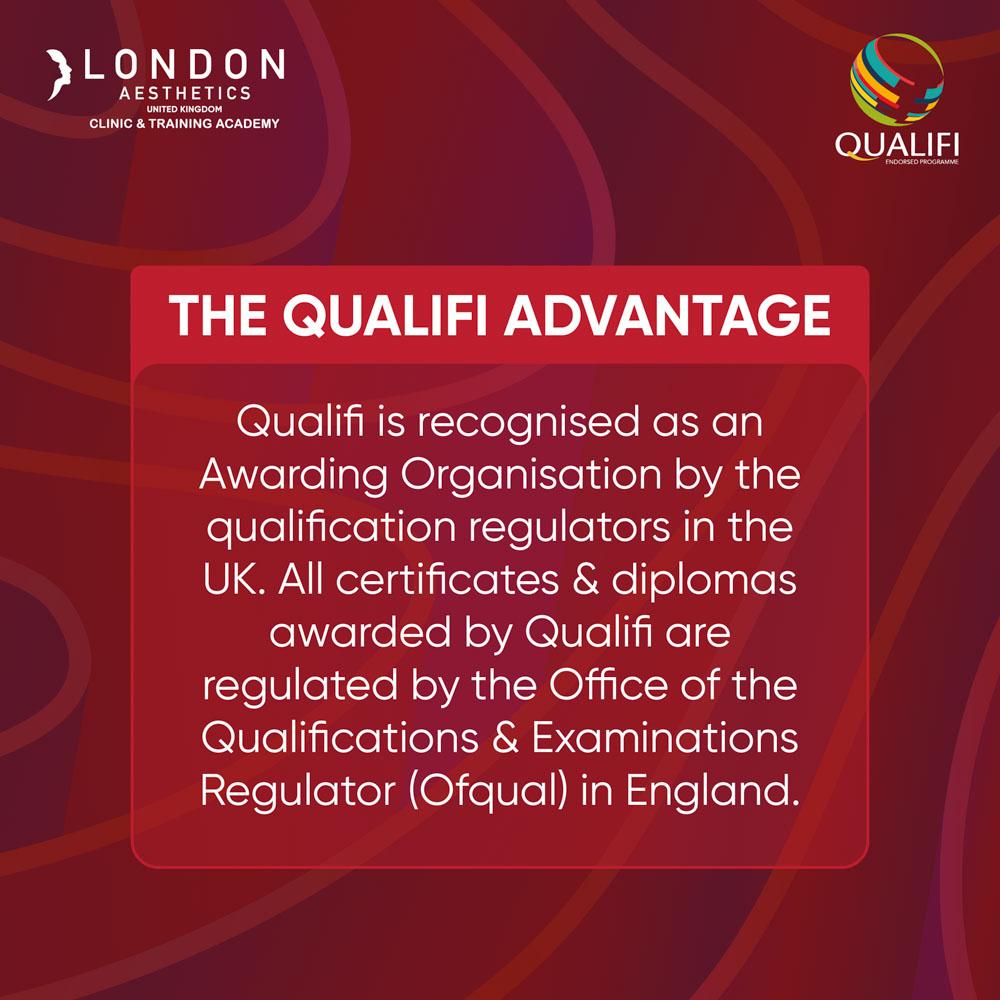 LONDON
AESTHETICS
UNITED KINGDOM
CLINIC & TRAINING ACADEMY
QUALIFI
ENDORSED PROGRAMME
THE QUALIFI ADVANTAGE
Qualifi is recognised as an
Awarding Organisation by the
qualification regulators in the
UK. All certificates & diplomas
awarded by Qualifi are
regulated by the Office of the
Qualifications & Examinations
Regulator (Ofqual) in England.